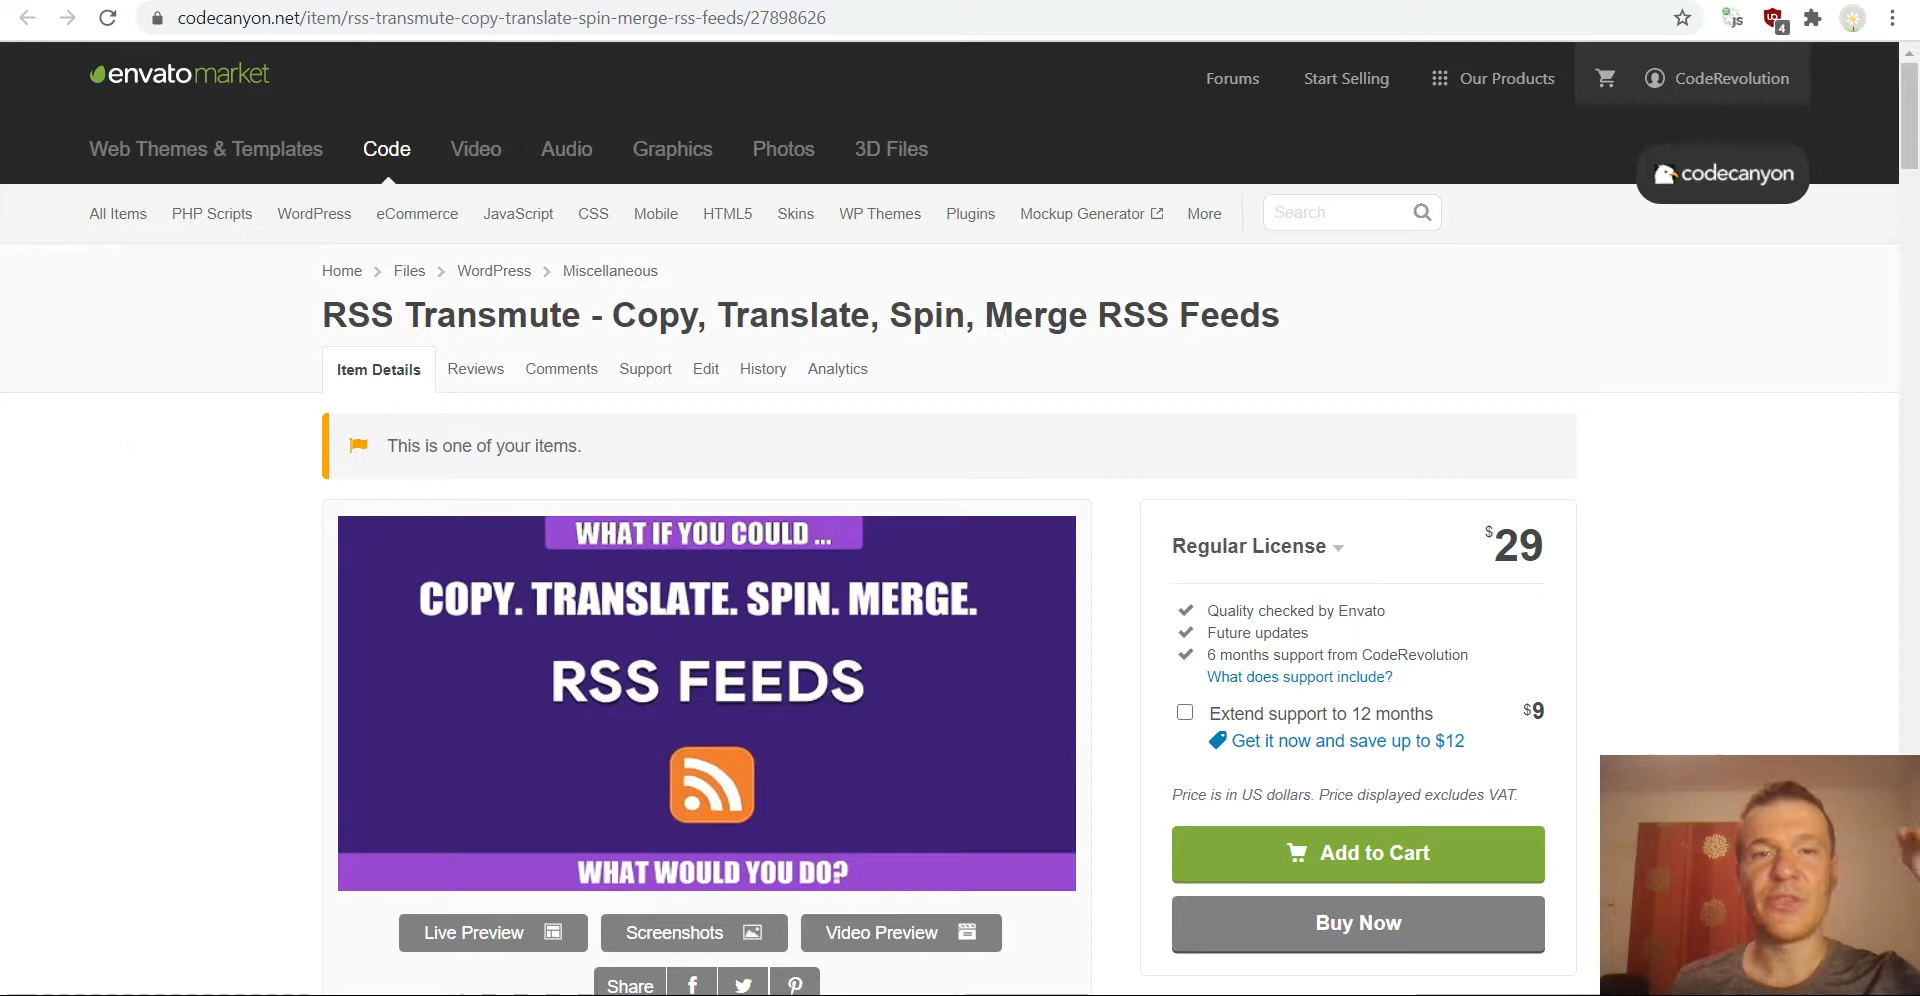 codecanyon.net/item/rss-transmute-copy-translate-spin-merge-rss-feeds/27898626
JS
UD
4
envatomarket
Forums
Start Selling
Our Products
CodeRevolution
Web Themes & Templates
Code
Video
Audio
Graphics
Photos
3D Files
codecanyon
All Items
PHP Scripts
WordPress
eCommerce
JavaScript
CSS
Mobile
HTML5
Skins
WP Themes
Plugins
Mockup Generator
More
Search
Home
Files
WordPress
Miscellaneous
RSS Transmute - Copy, Translate, Spin, Merge RSS Feeds
Item Details
Reviews
Comments
Support
Edit
History
Analytics
This is one of your items.
WHAT IF YOU COULD ...
COPY. TRANSLATE. SPIN. MERGE.
RSS FEEDS
WHAT WOULD YOU DO?
Live Preview
Screenshots
Video Preview
Share
Regular License
$29
Quality checked by Envato
Future updates
6 months support from CodeRevolution
What does support include?
Extend support to 12 months
$9
Get it now and save up to $12
Price is in US dollars. Price displayed excludes VAT.
Add to Cart
Buy Now